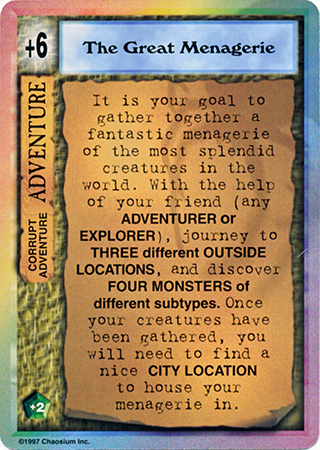 +6
The Great Menagerie
CORRUPT
ADVENTURE
ADVENTURE
It is your goal to
gather together a
fantastic menagerie
of the most splendid
creatures in the
world. With the help
of your friend (any
ADVENTURER or
EXPLORER), journey to
THREE different OUTSIDE
LOCATIONS, and discover
FOUR MONSTERS of
different subtypes. Once
your creatures have
been gathered, you
will need to find a
nice CITY LOCATION
to house your
menagerie in.
+2
©1997 Chaosium Inc.